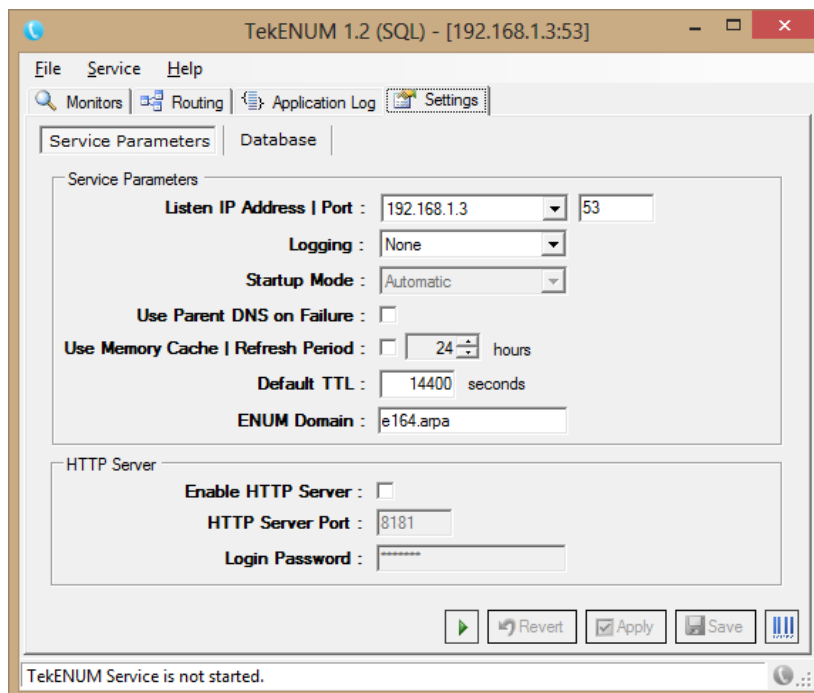 TekENUM 1.2 (SQL) - [192.168.1.3:53]
File Service Help
Monitors Routing Application Log Settings
Service Parameters Database
Service Parameters
Listen IP Address | Port : 192.168.1.3 53
Logging : None
Startup Mode : Automatic
Use Parent DNS on Failure :
Use Memory Cache | Refresh Period : 24 hours
Default TTL : 14400 seconds
ENUM Domain : e164.arpa
HTTP Server
Enable HTTP Server :
HTTP Server Port : 8181
Login Password : *******
Revert Apply Save
TekENUM Service is not started.